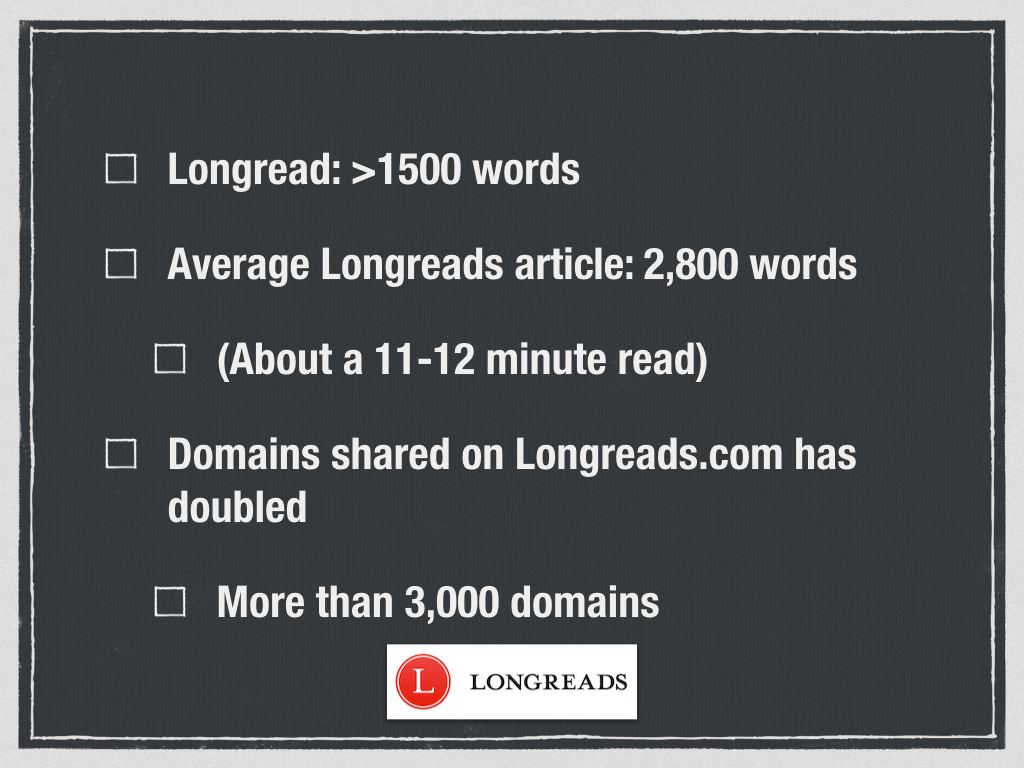 Longread: >1500 words
Average Longreads article: 2,800 words
(About a 11-12 minute read)
Domains shared on Longreads.com has
doubled
More than 3,000 domains
L LONGREADS